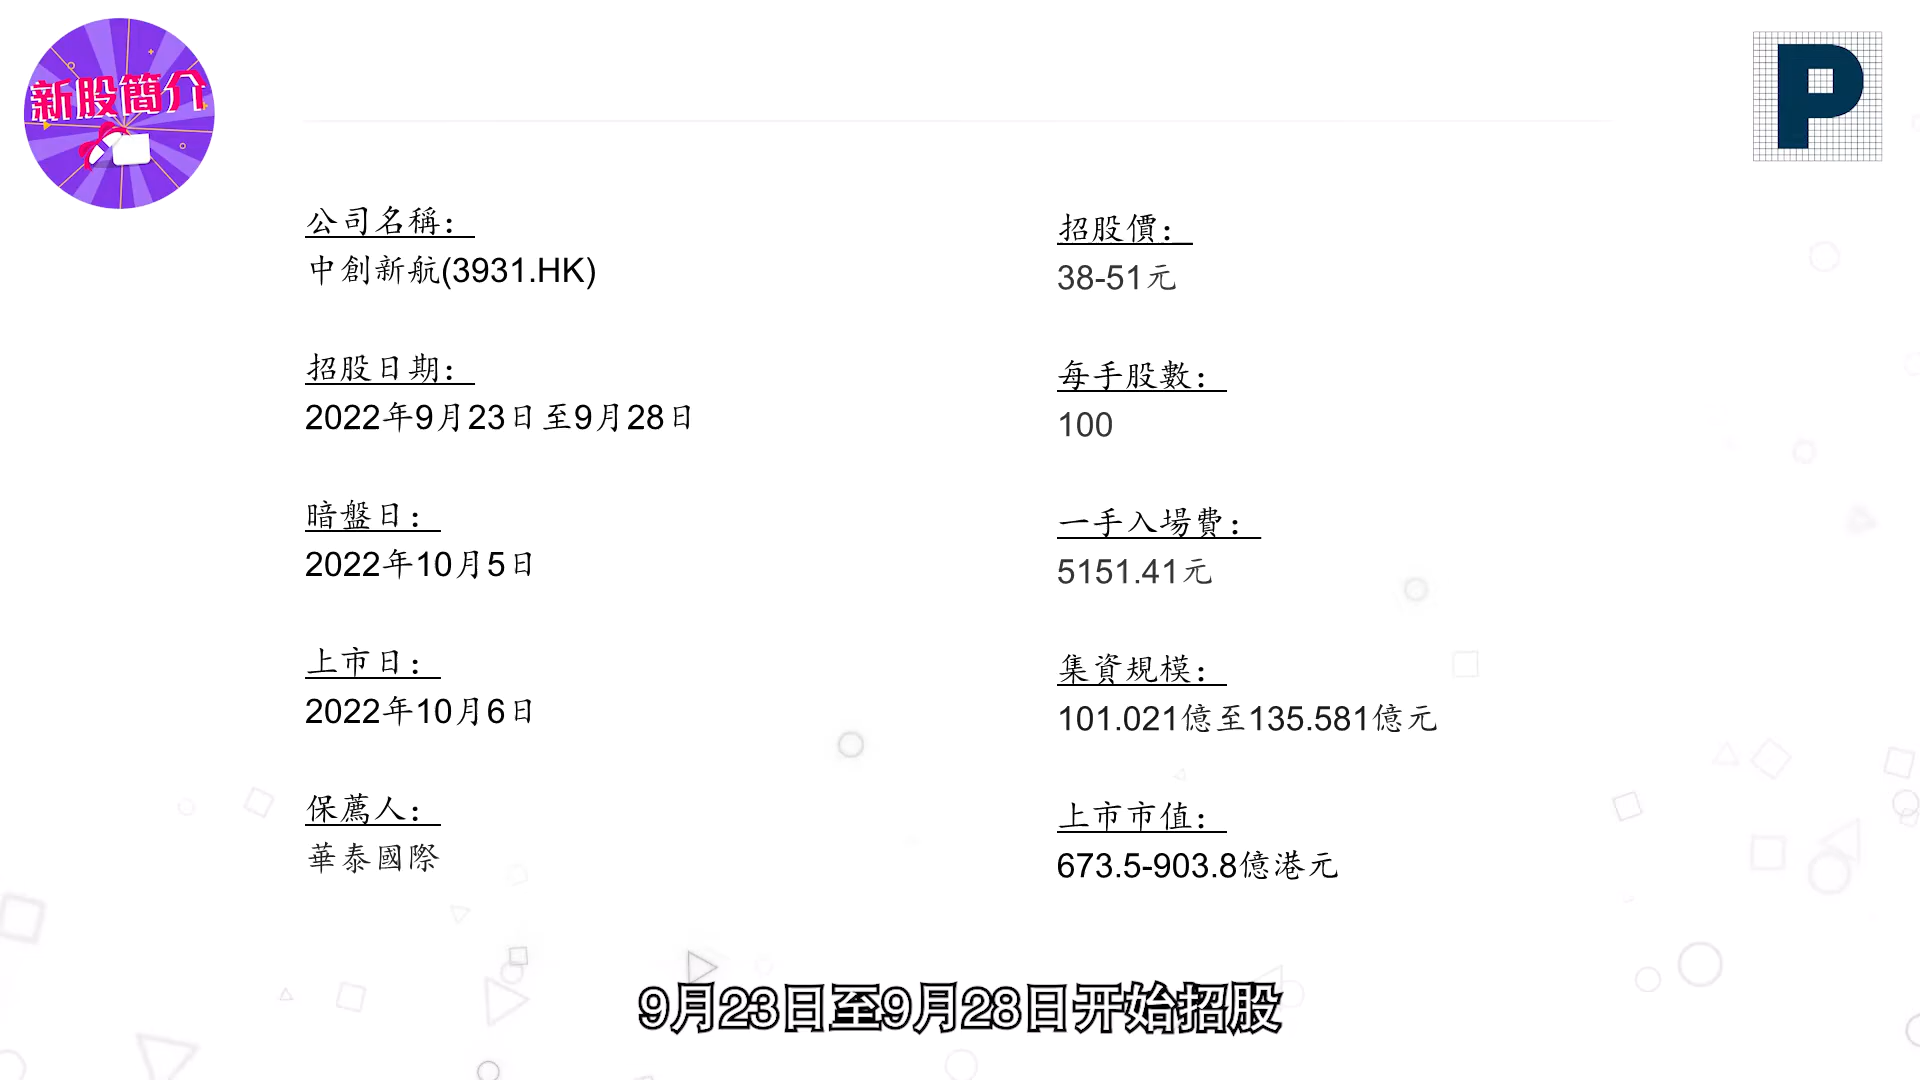 新股簡介
P
公司名稱：
中創新航(3931.HK)
招股日期：
2022年9月23日至9月28日
暗盤日：
2022年10月5日
上市日：
2022年10月6日
保薦人：
華泰國際
招股價：
38-51元
每手股數：
100
一手入場費：
5151.41元
集資規模：
101.021億至135.581億元
上市市值：
673.5-903.8億港元
9月23日至9月28日开始招股